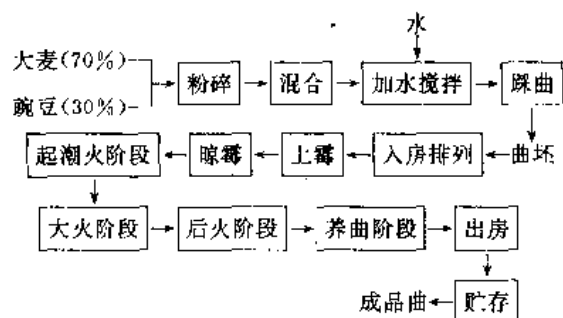 水
大麦(70%)
豌豆(30%)
粉碎
混合
加水搅拌
踩曲
起潮火阶段
晾霉
上霉
入房排列
曲坯
大火阶段
后火阶段
养曲阶段
出房
成品曲
贮存